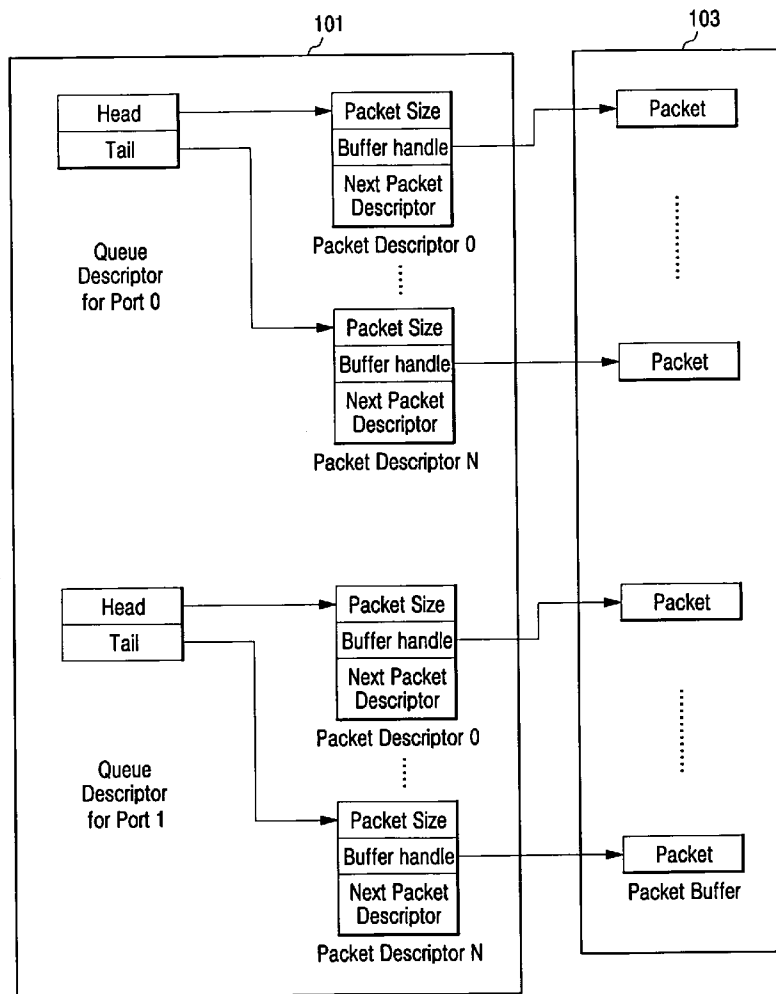 101
103
Head
Tail
Queue
Descriptor
for Port 0
Packet Size
Buffer handle
Next Packet
Descriptor
Packet Descriptor 0
Packet Size
Buffer handle
Next Packet
Descriptor
Packet Descriptor N
Packet
Packet
Head
Tail
Queue
Descriptor
for Port 1
Packet Size
Buffer handle
Next Packet
Descriptor
Packet Descriptor 0
Packet Size
Buffer handle
Next Packet
Descriptor
Packet Descriptor N
Packet
Packet
Packet Buffer